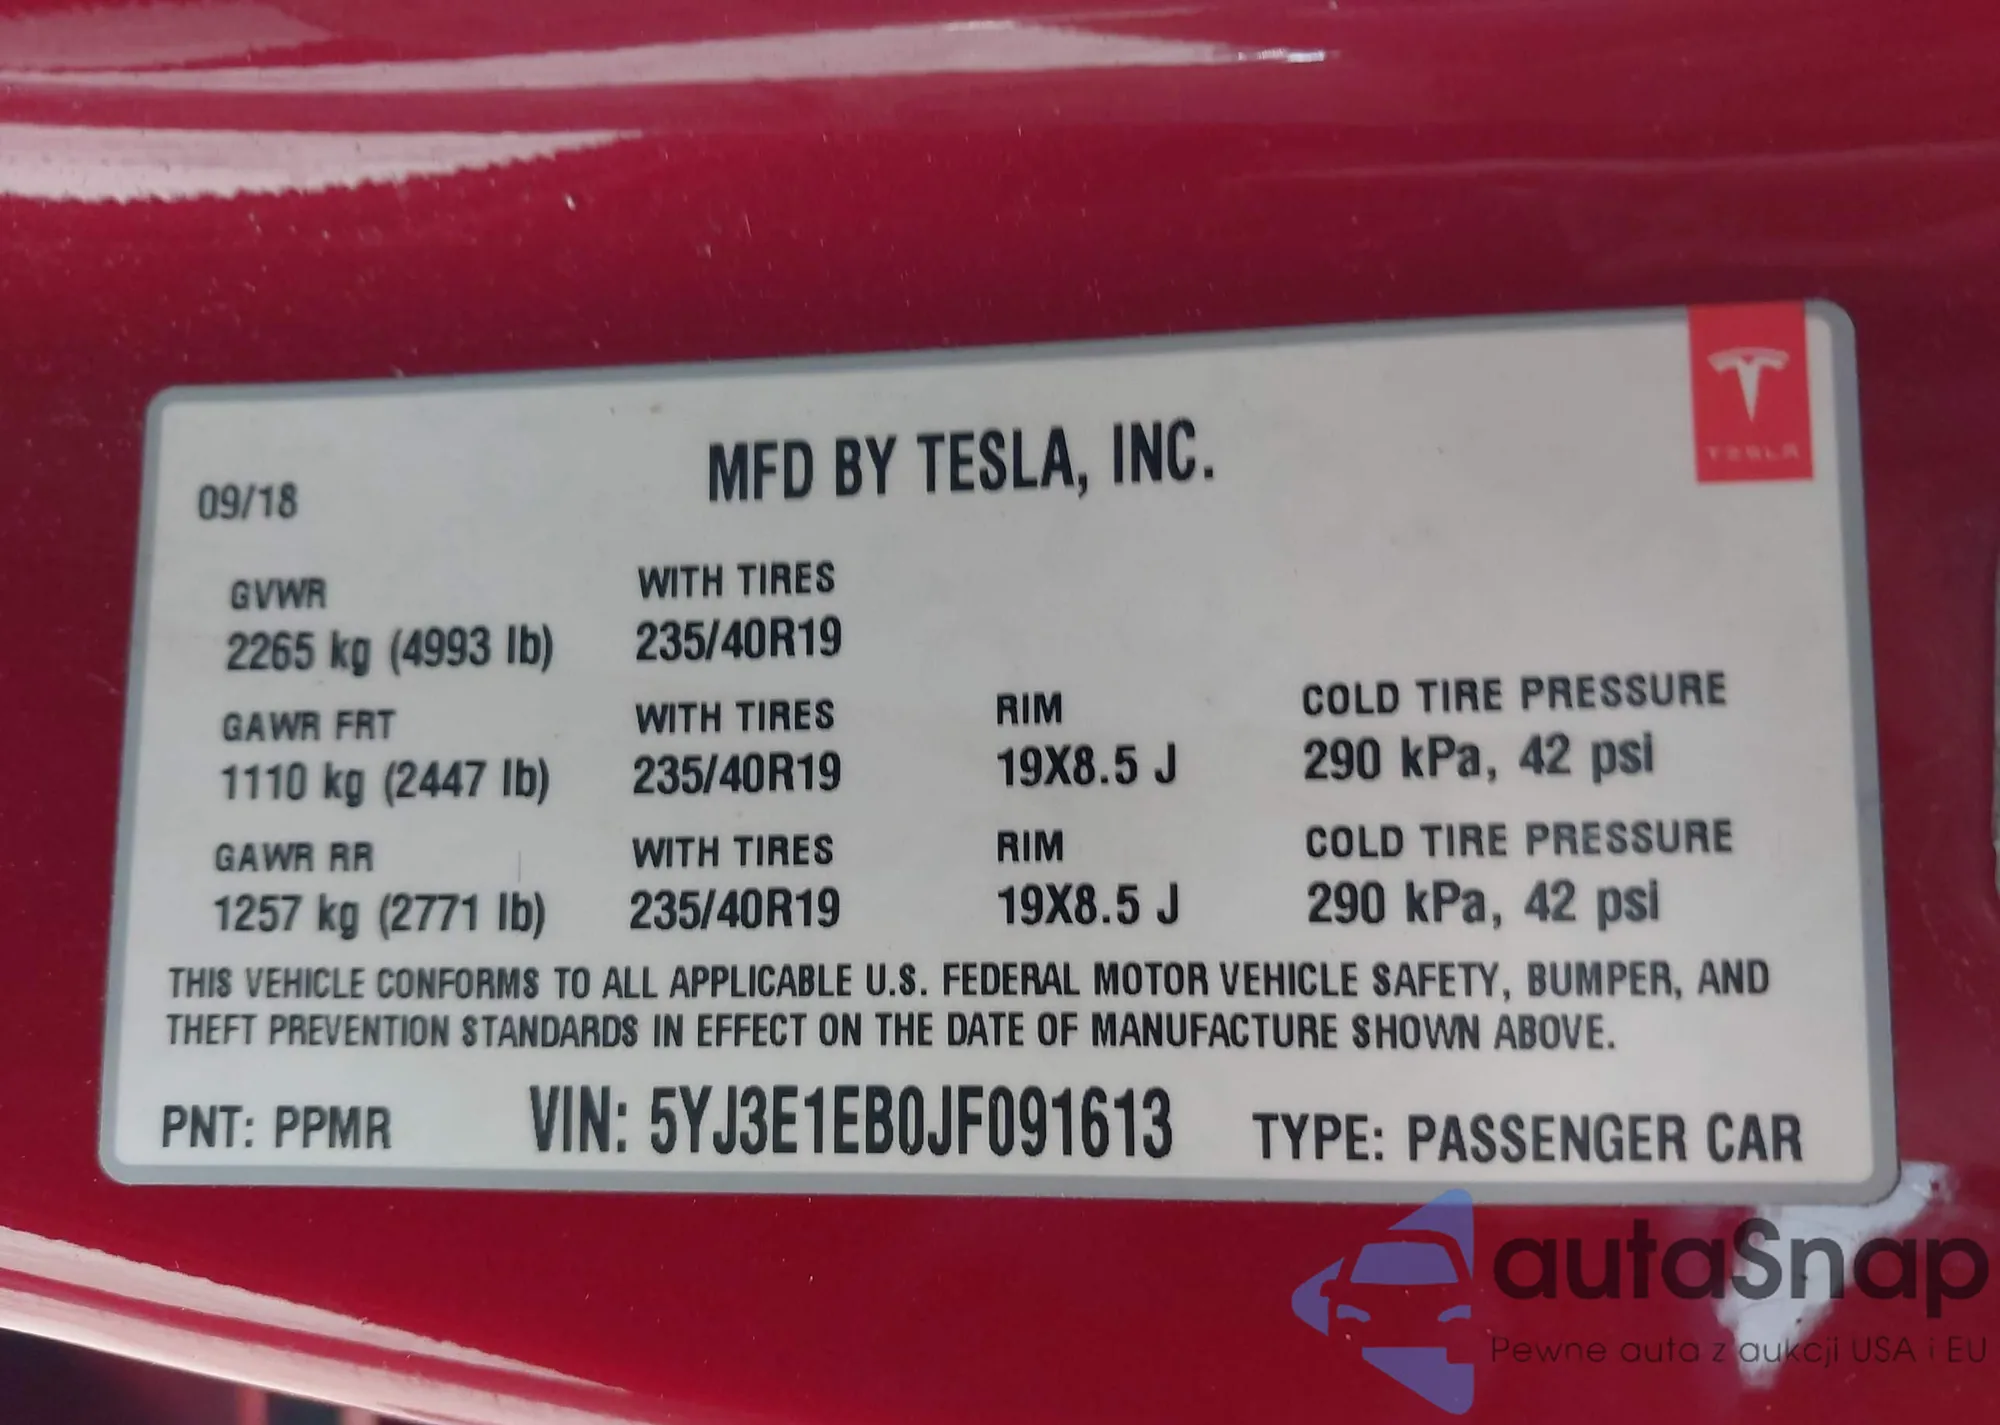 TESLA
MFD BY TESLA, INC.
09/18
GVWR WITH TIRES
2265 kg (4993 lb) 235/40R19
GAWR FRT WITH TIRES RIM COLD TIRE PRESSURE
1110 kg (2447 lb) 235/40R19 19X8.5 J 290 kPa, 42 psi
GAWR RR WITH TIRES RIM COLD TIRE PRESSURE
1257 kg (2771 lb) 235/40R19 19X8.5 J 290 kPa, 42 psi
THIS VEHICLE CONFORMS TO ALL APPLICABLE U.S. FEDERAL MOTOR VEHICLE SAFETY, BUMPER, AND
THEFT PREVENTION STANDARDS IN EFFECT ON THE DATE OF MANUFACTURE SHOWN ABOVE.
PNT: PPMR VIN: 5YJ3E1EB0JF091613 TYPE: PASSENGER CAR
autaSnap
Pewne auta z aukcji USA i EU